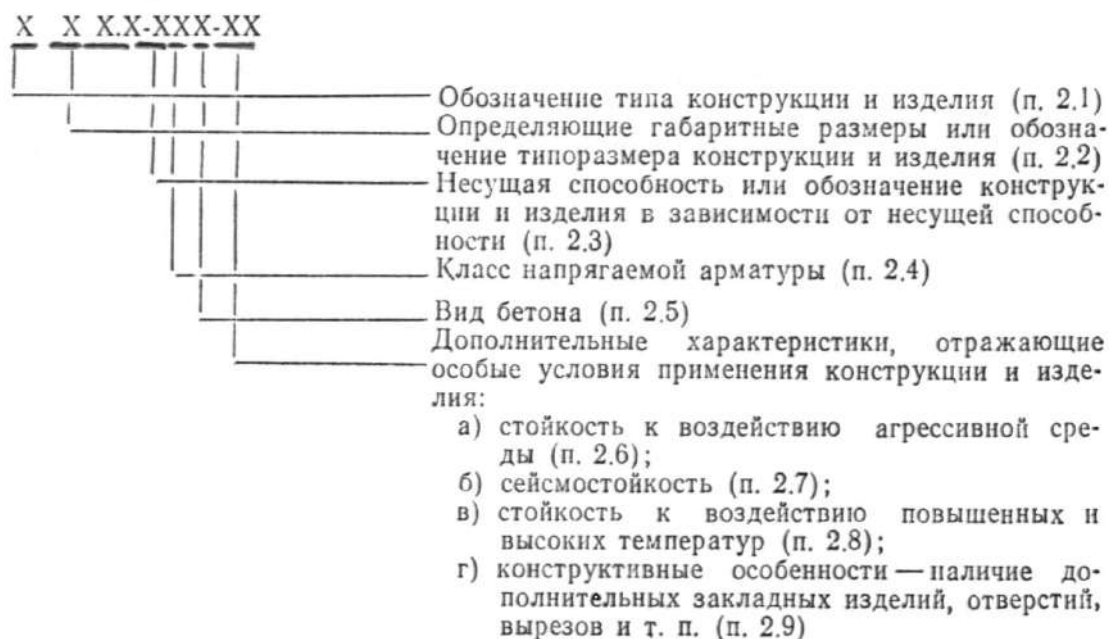 X X X.X-XXX-XX
Обозначение типа конструкции и изделия (п. 2.1)
Определяющие габаритные размеры или обозна-
чение типоразмера конструкции и изделия (п. 2.2)
Несущая способность или обозначение конструк-
ции и изделия в зависимости от несущей способ-
ности (п. 2.3)
Класс напрягаемой арматуры (п. 2.4)
Вид бетона (п. 2.5)
Дополнительные характеристики, отражающие
особые условия применения конструкции и изде-
лия:
а) стойкость к воздействию агрессивной сре-
ды (п. 2.6);
б) сейсмостойкость (п. 2.7);
в) стойкость к воздействию повышенных и
высоких температур (п. 2.8);
г) конструктивные особенности — наличие до-
полнительных закладных изделий, отверстий,
вырезов и т. п. (п. 2.9)